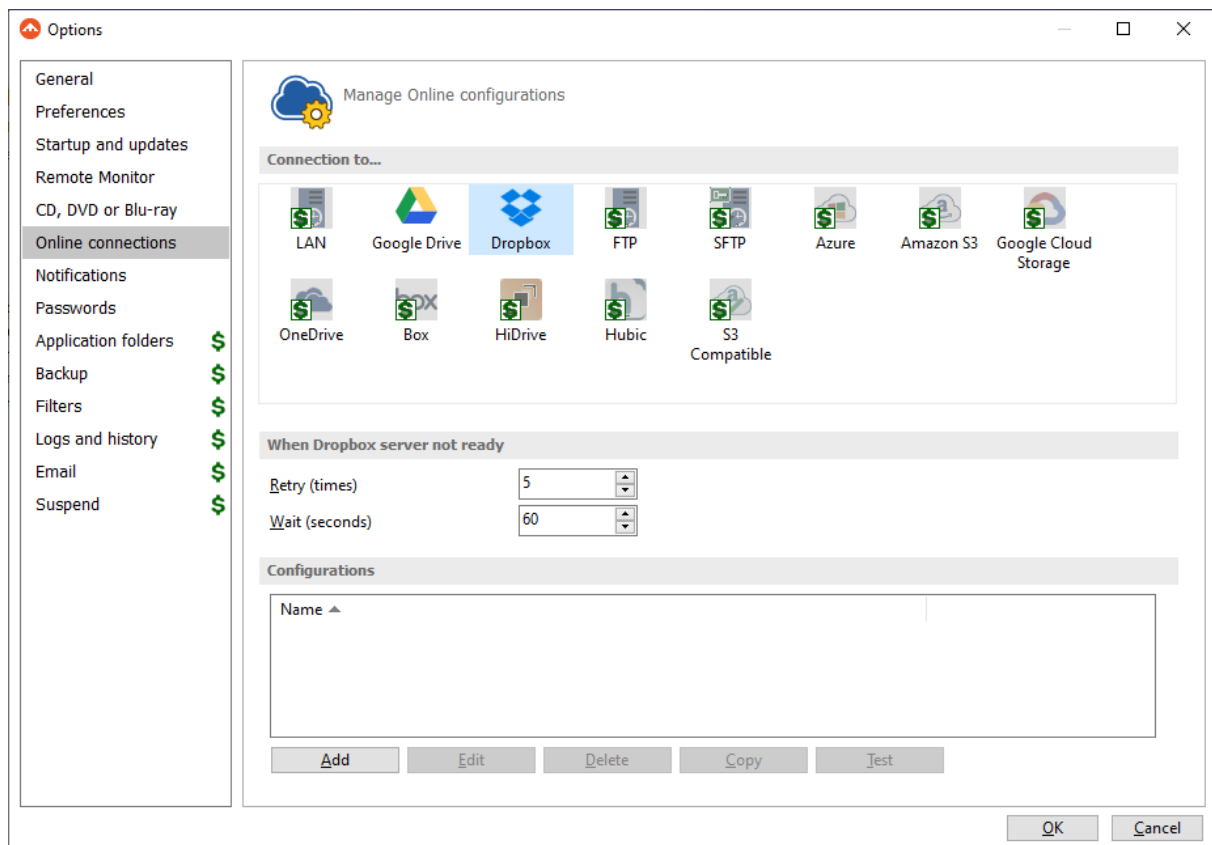 Options
General
Preferences
Startup and updates
Remote Monitor
CD, DVD or Blu-ray
Online connections
Notifications
Passwords
Application folders $
Backup $
Filters $
Logs and history $
Email $
Suspend $
Manage Online configurations
Connection to...
$ $ $ $ $ $
LAN Google Drive Dropbox FTP SFTP Azure Amazon S3 Google Cloud
Storage
box
$ $ $ $ $
OneDrive Box HiDrive Hubic S3
Compatible
When Dropbox server not ready
Retry (times) 5
Wait (seconds) 60
Configurations
Name
Add Edit Delete Copy Test
OK Cancel